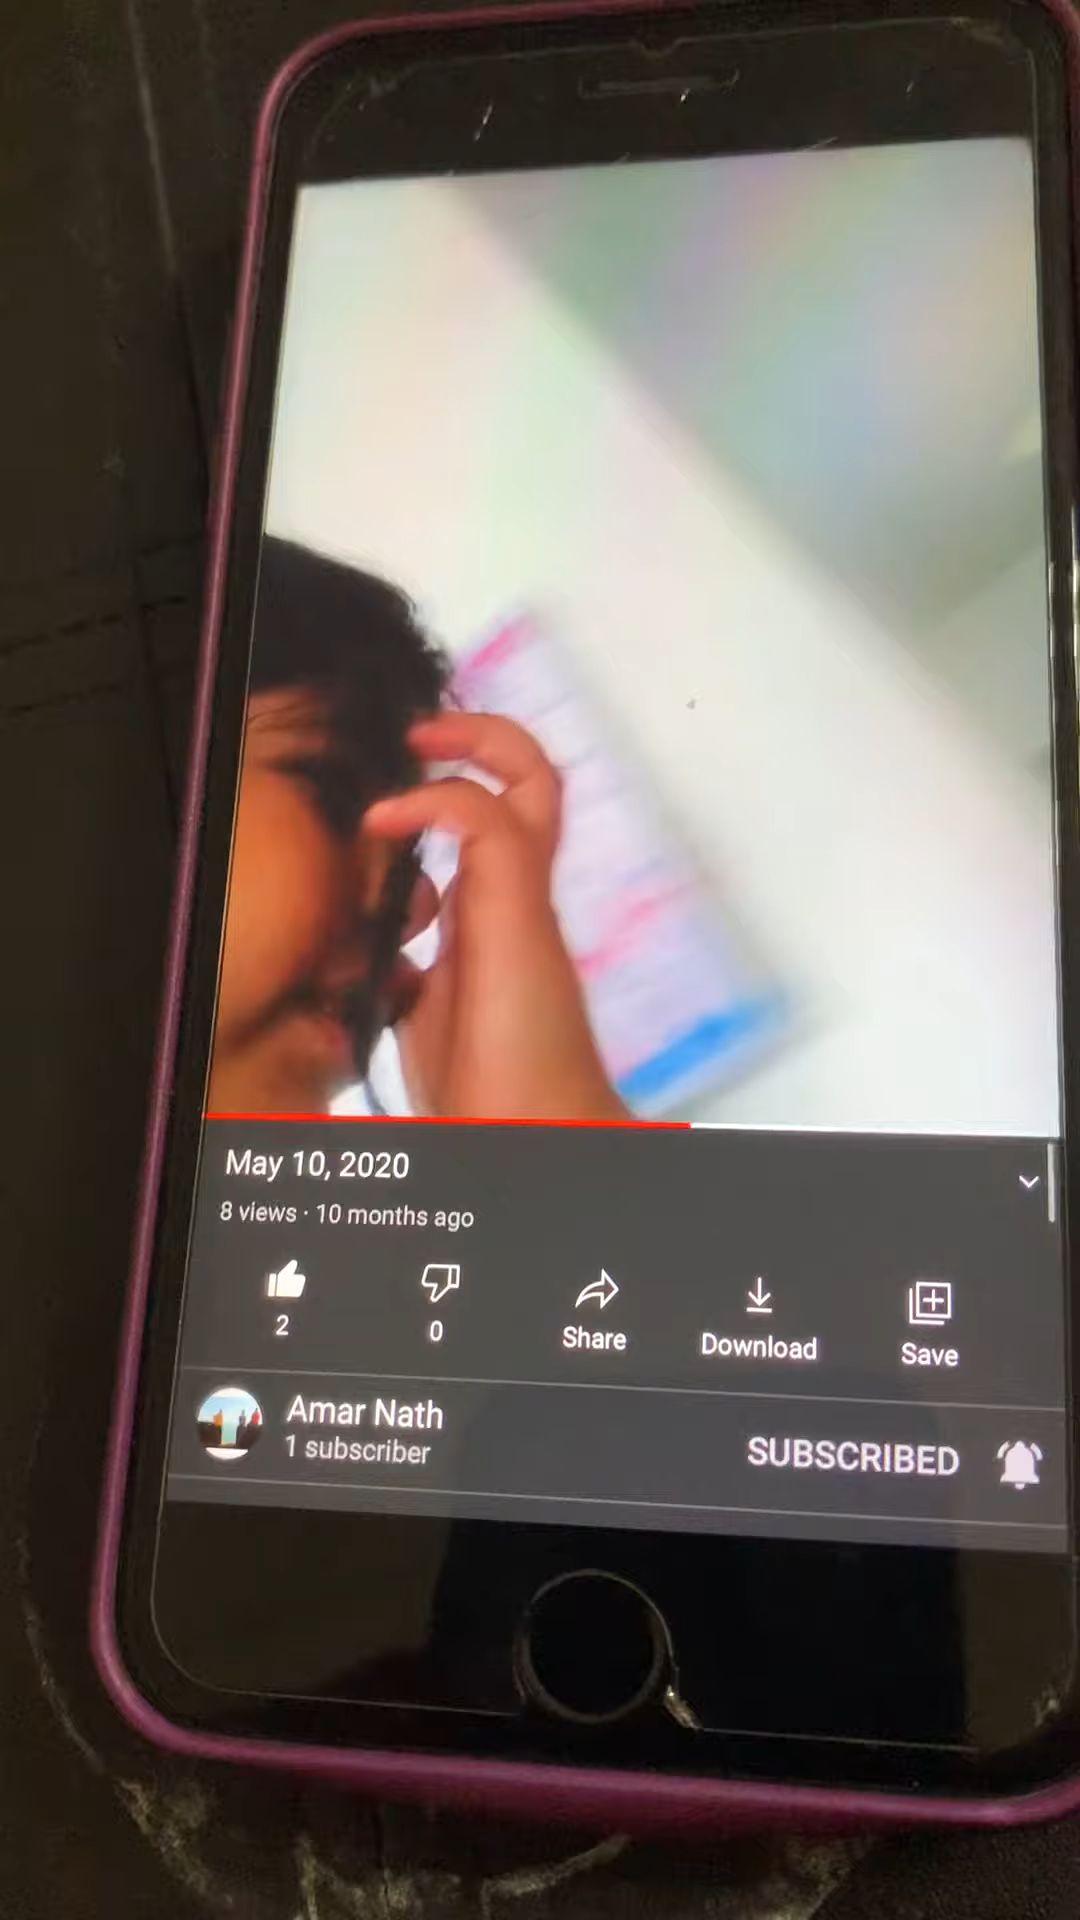 May 10, 2020
8 views · 10 months ago
2
0
Share
Download
Save
Amar Nath
1 subscriber
SUBSCRIBED